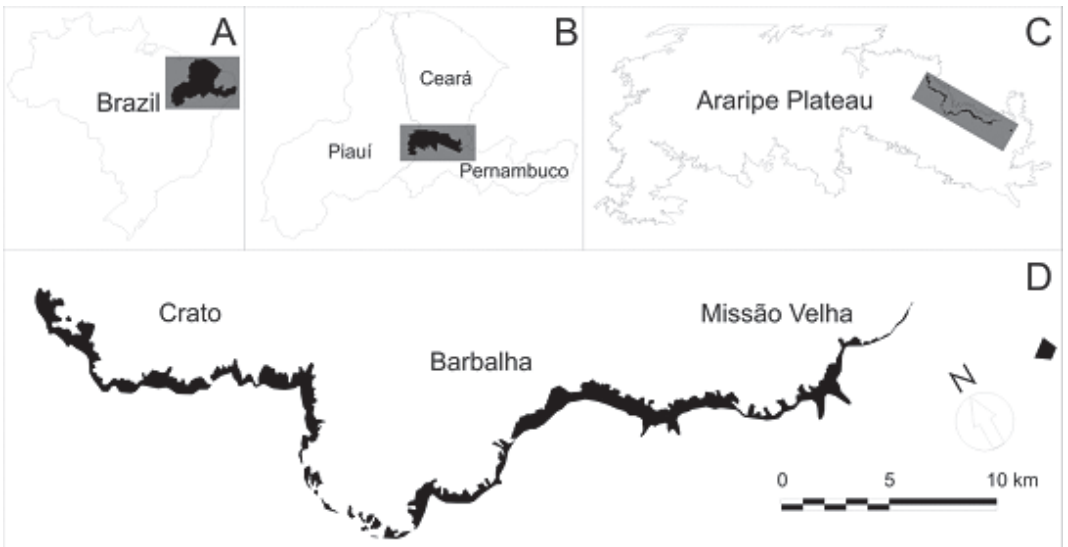 A
Brazil
B
Ceará
Piauí
Pernambuco
C
Araripe Plateau
D
Crato
Missão Velha
Barbalha
N
0 5 10 km